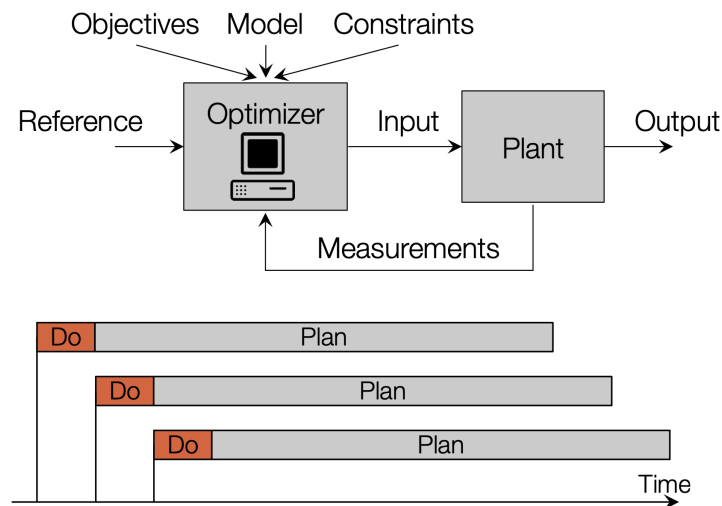 Objectives Model Constraints
Reference
Optimizer
Input
Plant
Output
Measurements
Do Plan
Do Plan
Do Plan
Time